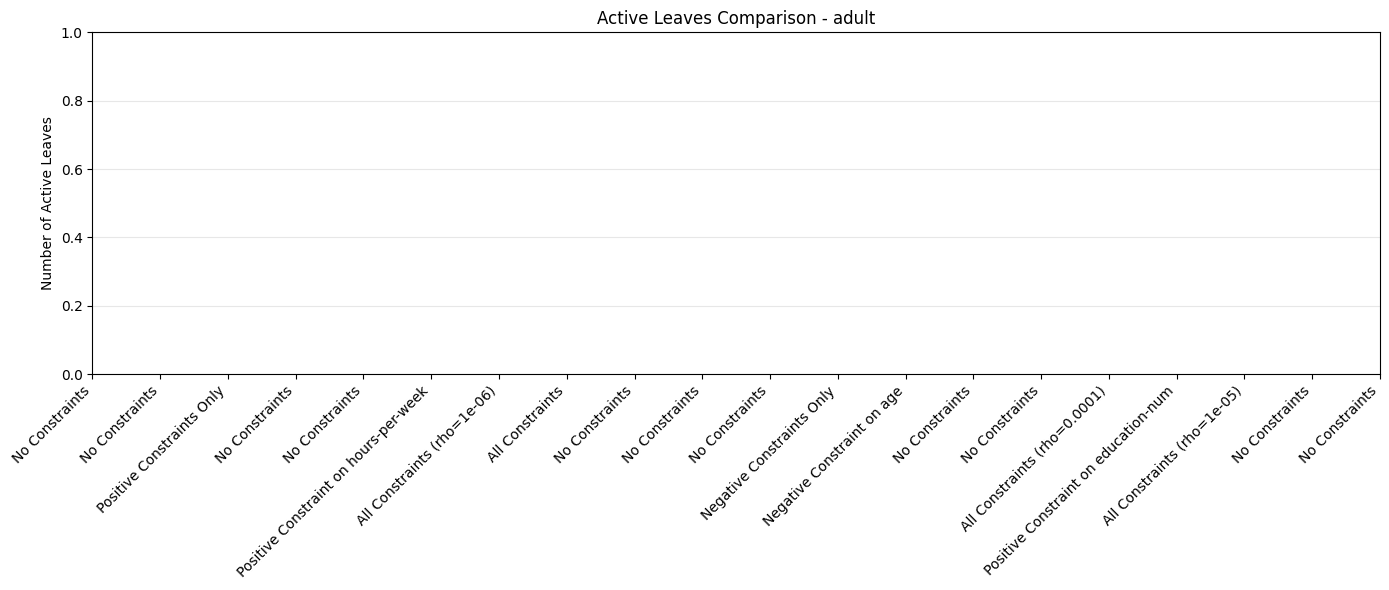 Active Leaves Comparison - adult
Number of Active Leaves
1.0
0.8
0.6
0.4
0.2
0.0
No Constraints
No Constraints
Positive Constraints Only
No Constraints
No Constraints
Positive Constraint on hours-per-week
All Constraints (rho=1e-06)
All Constraints
No Constraints
No Constraints
No Constraints
Negative Constraints Only
Negative Constraint on age
No Constraints
No Constraints
All Constraints (rho=0.0001)
Positive Constraint on education-num
All Constraints (rho=1e-05)
No Constraints
No Constraints